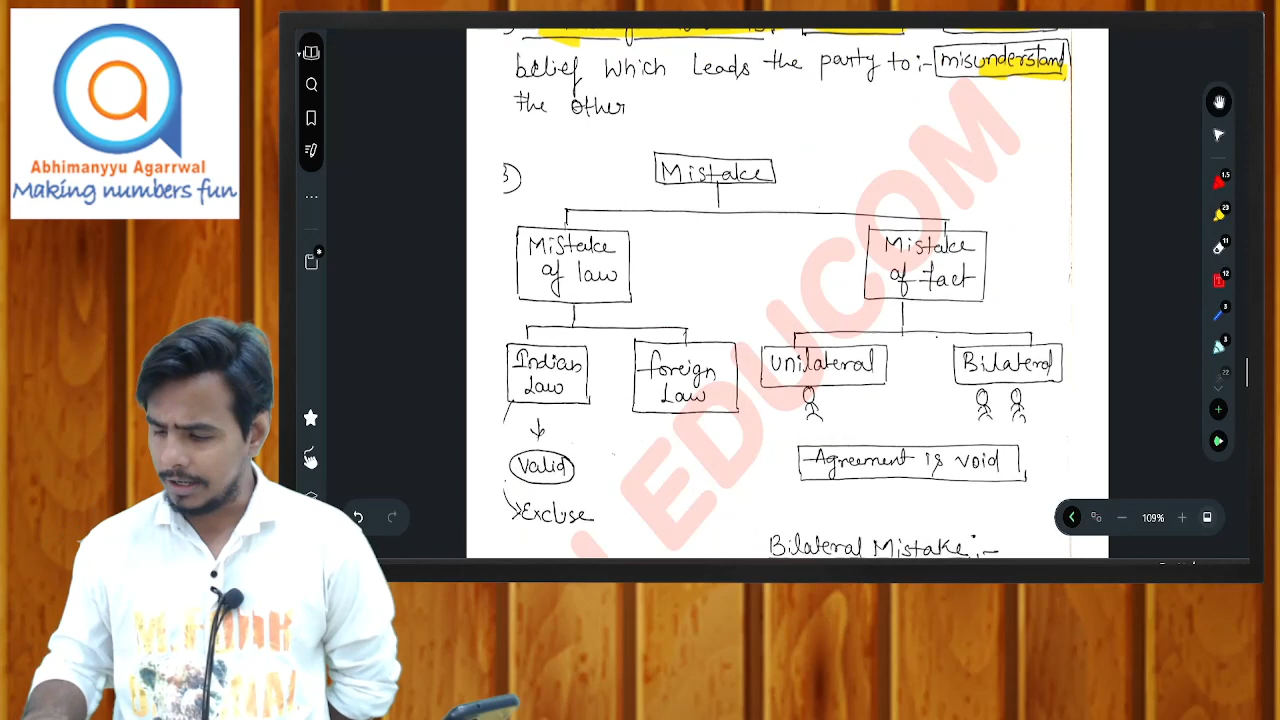 Abhimanyyu Agarrwal
Making numbers fun
belief which leads the party to:- misunderstand
the other
Mistake
Mistake
of law
Mistake
of fact
Indian
Law
foreign
Law
Unilateral
Bilateral
Valid
Excuse
Agreement is void
Bilateral Mistake:-
EDUCOM
109%